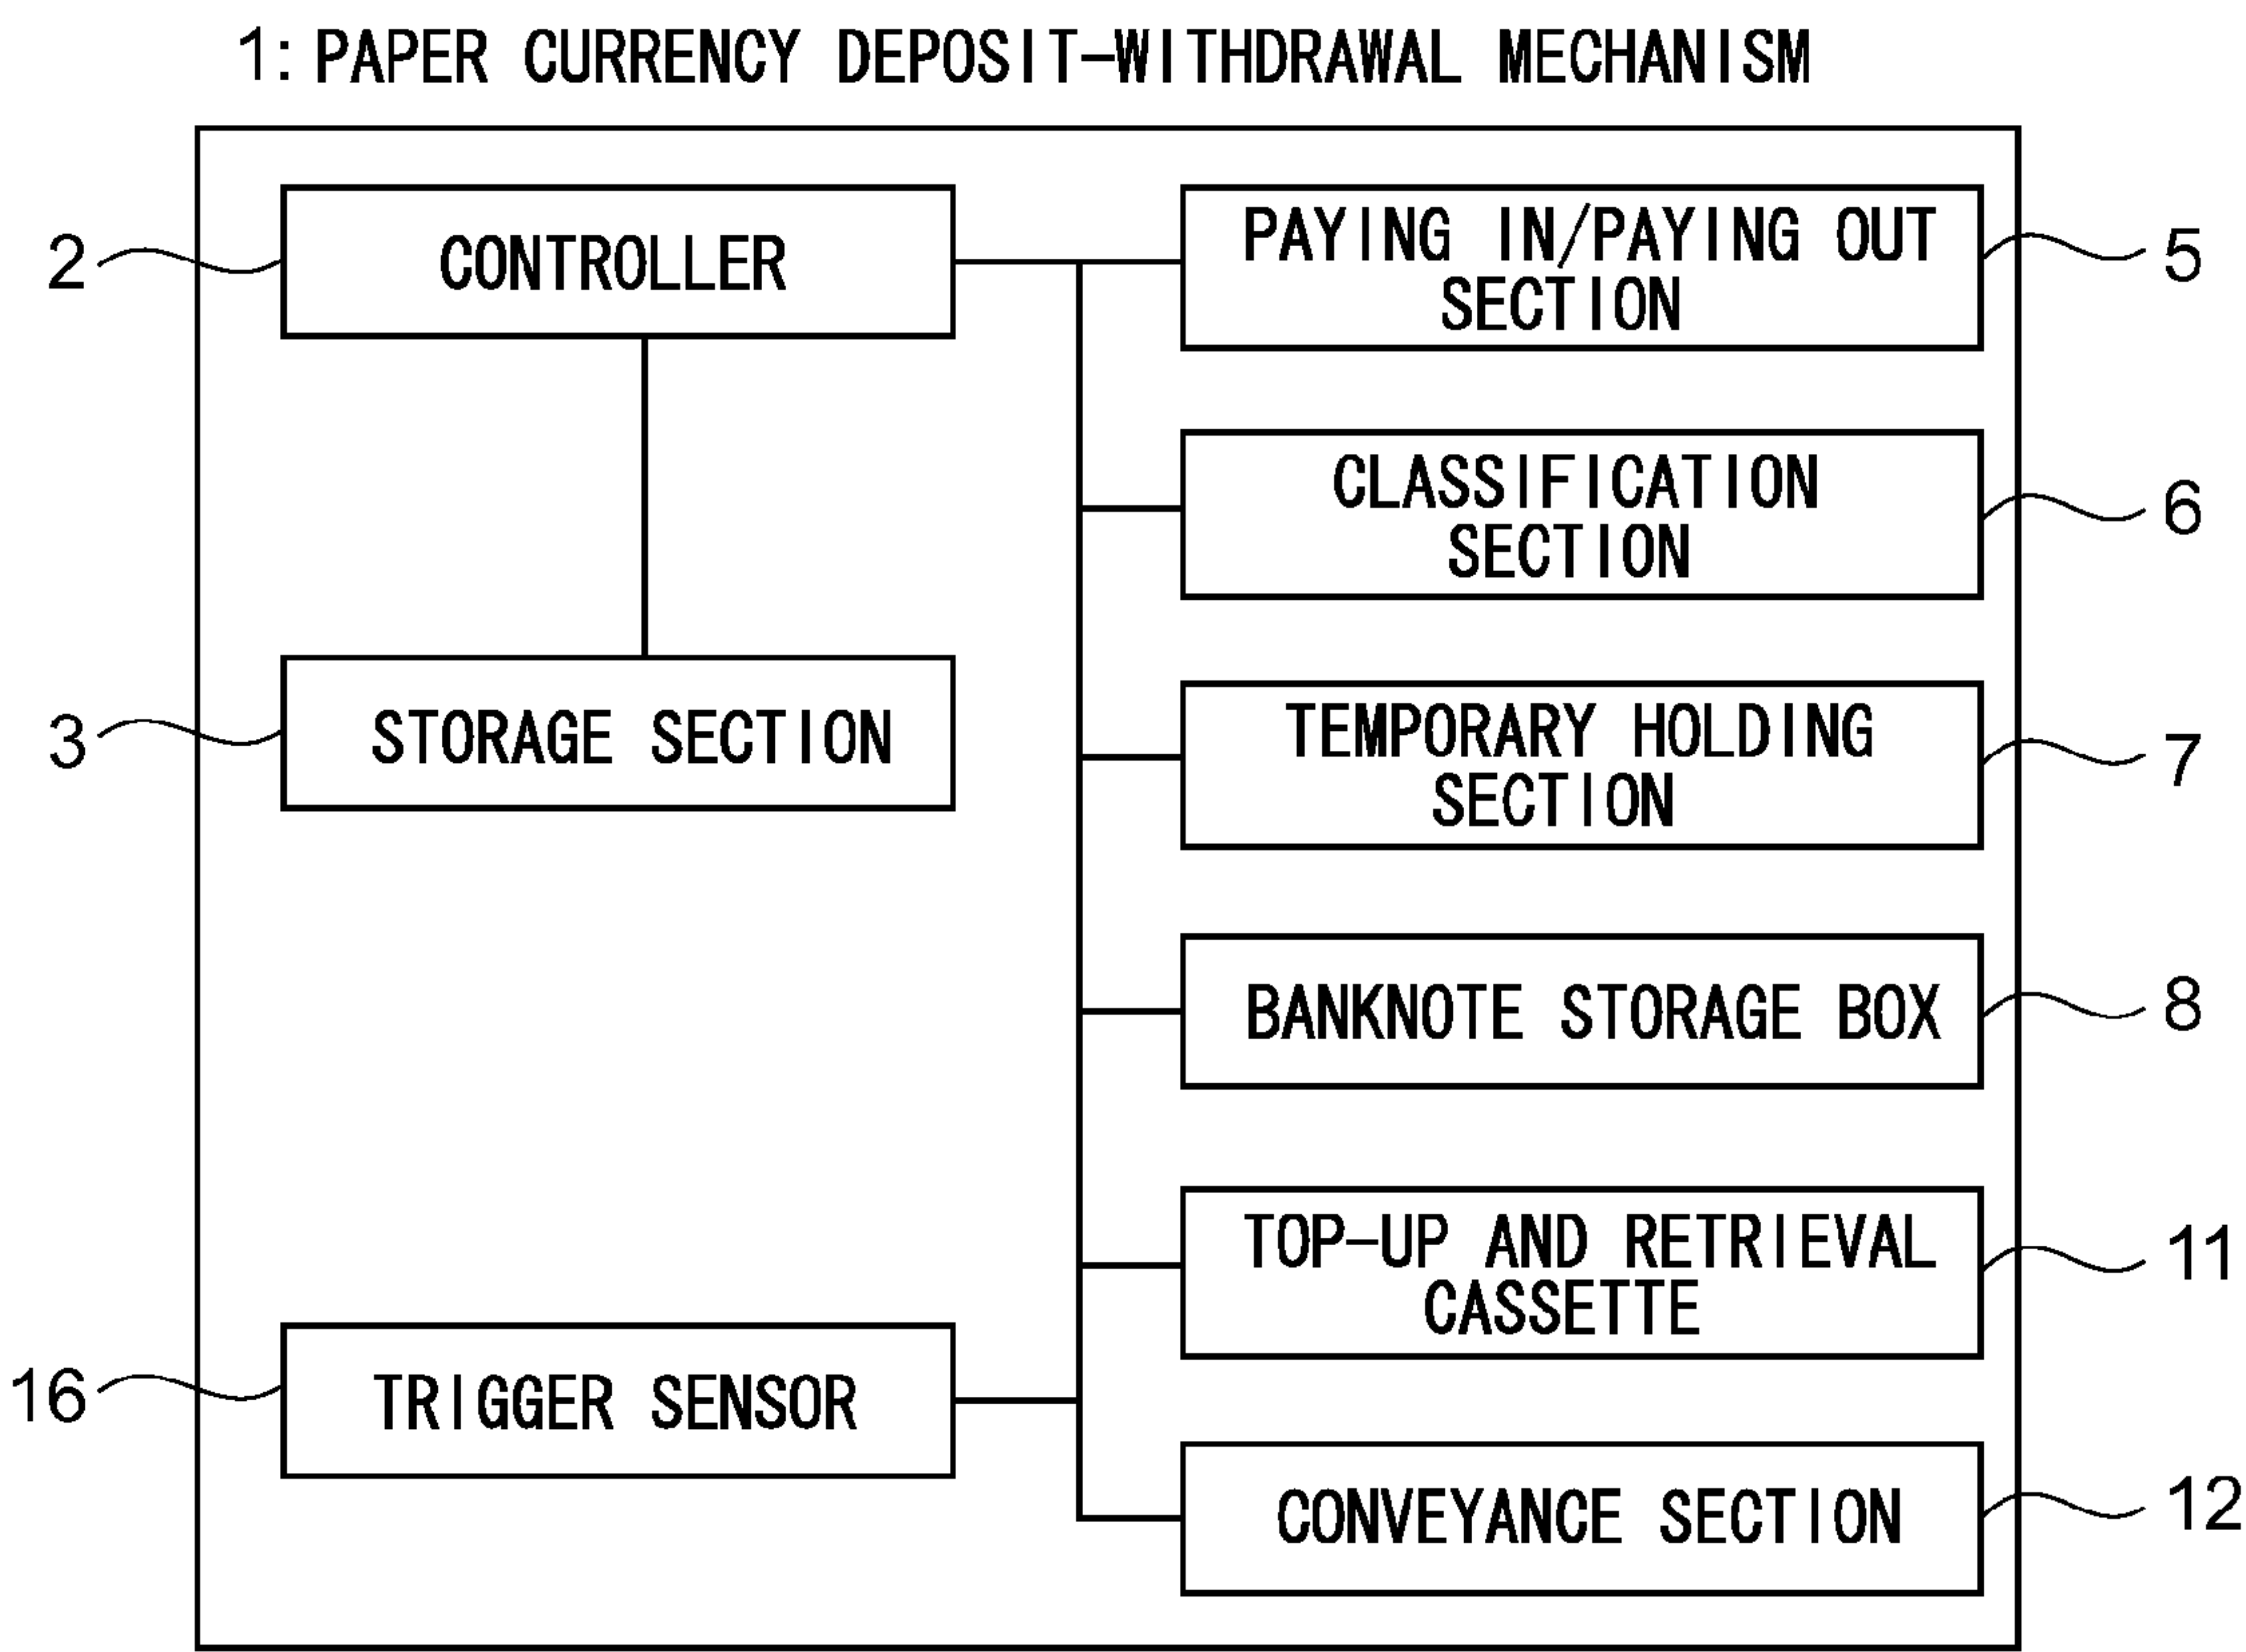 1: PAPER CURRENCY DEPOSIT-WITHDRAWAL MECHANISM
2
CONTROLLER
PAYING IN/PAYING OUT
SECTION
5
CLASSIFICATION
SECTION
6
3
STORAGE SECTION
TEMPORARY HOLDING
SECTION
7
BANKNOTE STORAGE BOX
8
TOP-UP AND RETRIEVAL
CASSETTE
11
16
TRIGGER SENSOR
CONVEYANCE SECTION
12